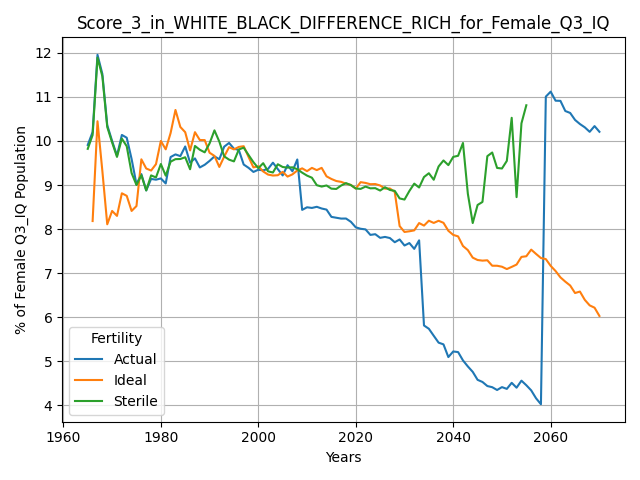 Score_3_in_WHITE_BLACK_DIFFERENCE_RICH_for_Female_Q3_IQ
% of Female Q3_IQ Population
12
11
10
9
8
7
6
5
4
Fertility
Actual
Ideal
Sterile
1960 1980 2000 2020 2040 2060
Years